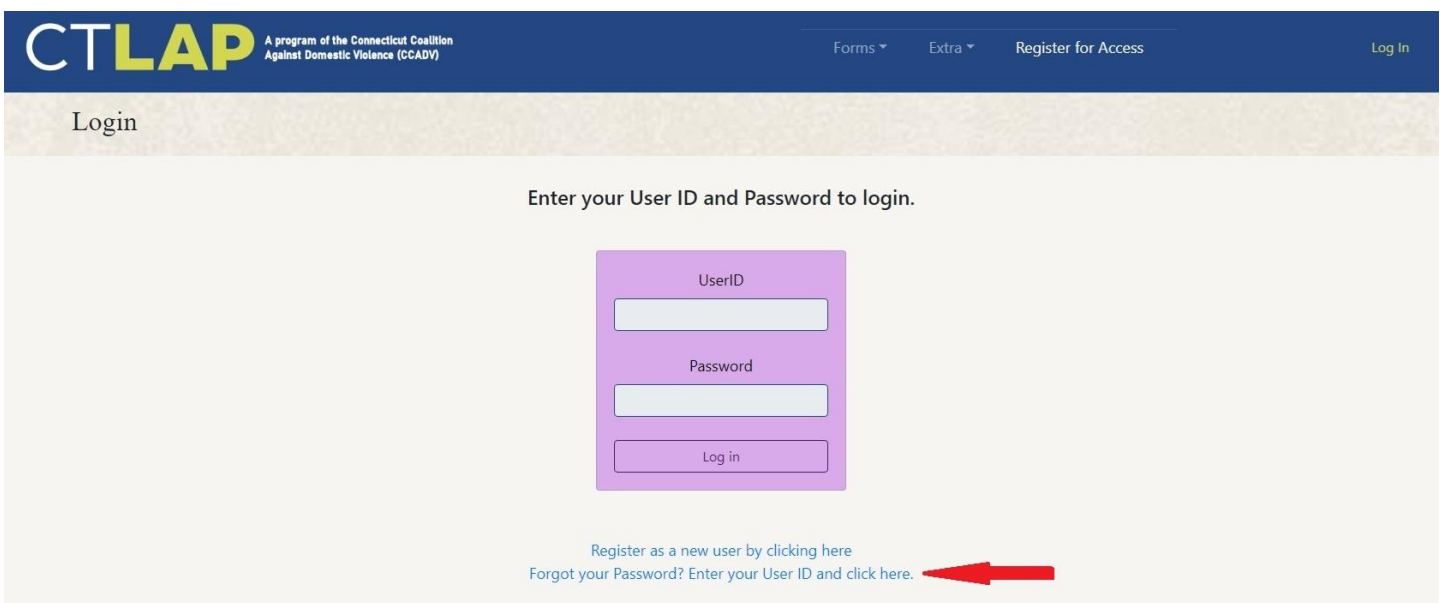 CTLAP
A program of the Connecticut Coalition
Against Domestic Violence (CCADV)
Forms
Extra
Register for Access
Log In
Login
Enter your User ID and Password to login.
UserID
Password
Log in
Register as a new user by clicking here
Forgot your Password? Enter your User ID and click here.